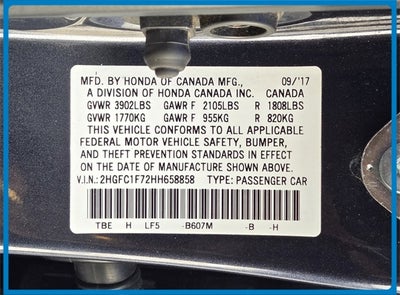 MFD. BY HONDA OF CANADA MFG., 09/'17
A DIVISION OF HONDA CANADA INC. CANADA
GVWR 3902LBS GAWR F 2105LBS R 1808LBS
GVWR 1770KG GAWR F 955KG R 820KG
THIS VEHICLE CONFORMS TO ALL APPLICABLE
FEDERAL MOTOR VEHICLE SAFETY, BUMPER,
AND THEFT PREVENTION STANDARDS IN EFFECT
ON THE DATE OF MANUFACTURE SHOWN ABOVE.
V.I.N.: 2HGFC1F72HH658858 TYPE: PASSENGER CAR
TBE H LF5 -B607M -B -H